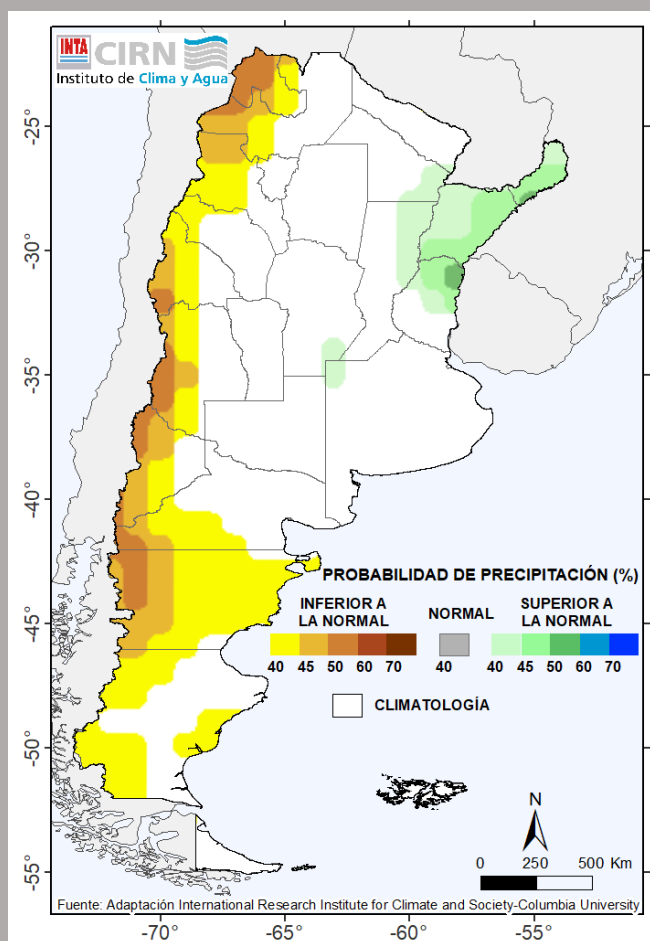 INTA CIRN
Instituto de Clima y Agua
-25°
-30°
-35°
-40°
-45°
-50°
-55°
PROBABILIDAD DE PRECIPITACIÓN (%)
INFERIOR A
LA NORMAL
NORMAL
SUPERIOR A
LA NORMAL
40 45 50 60 70
40
40 45 50 60 70
CLIMATOLOGÍA
N
0 250 500 Km
Fuente: Adaptación International Research Institute for Climate and Society-Columbia University
-70° -65° -60° -55°